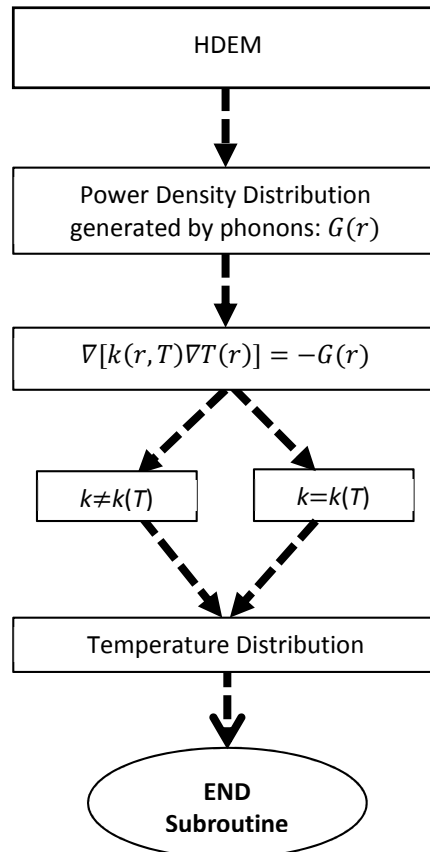 HDEM
Power Density Distribution
generated by phonons: G(r)
∇[k(r,T)∇T(r)] = −G(r)
k≠k(T)
k=k(T)
Temperature Distribution
END
Subroutine